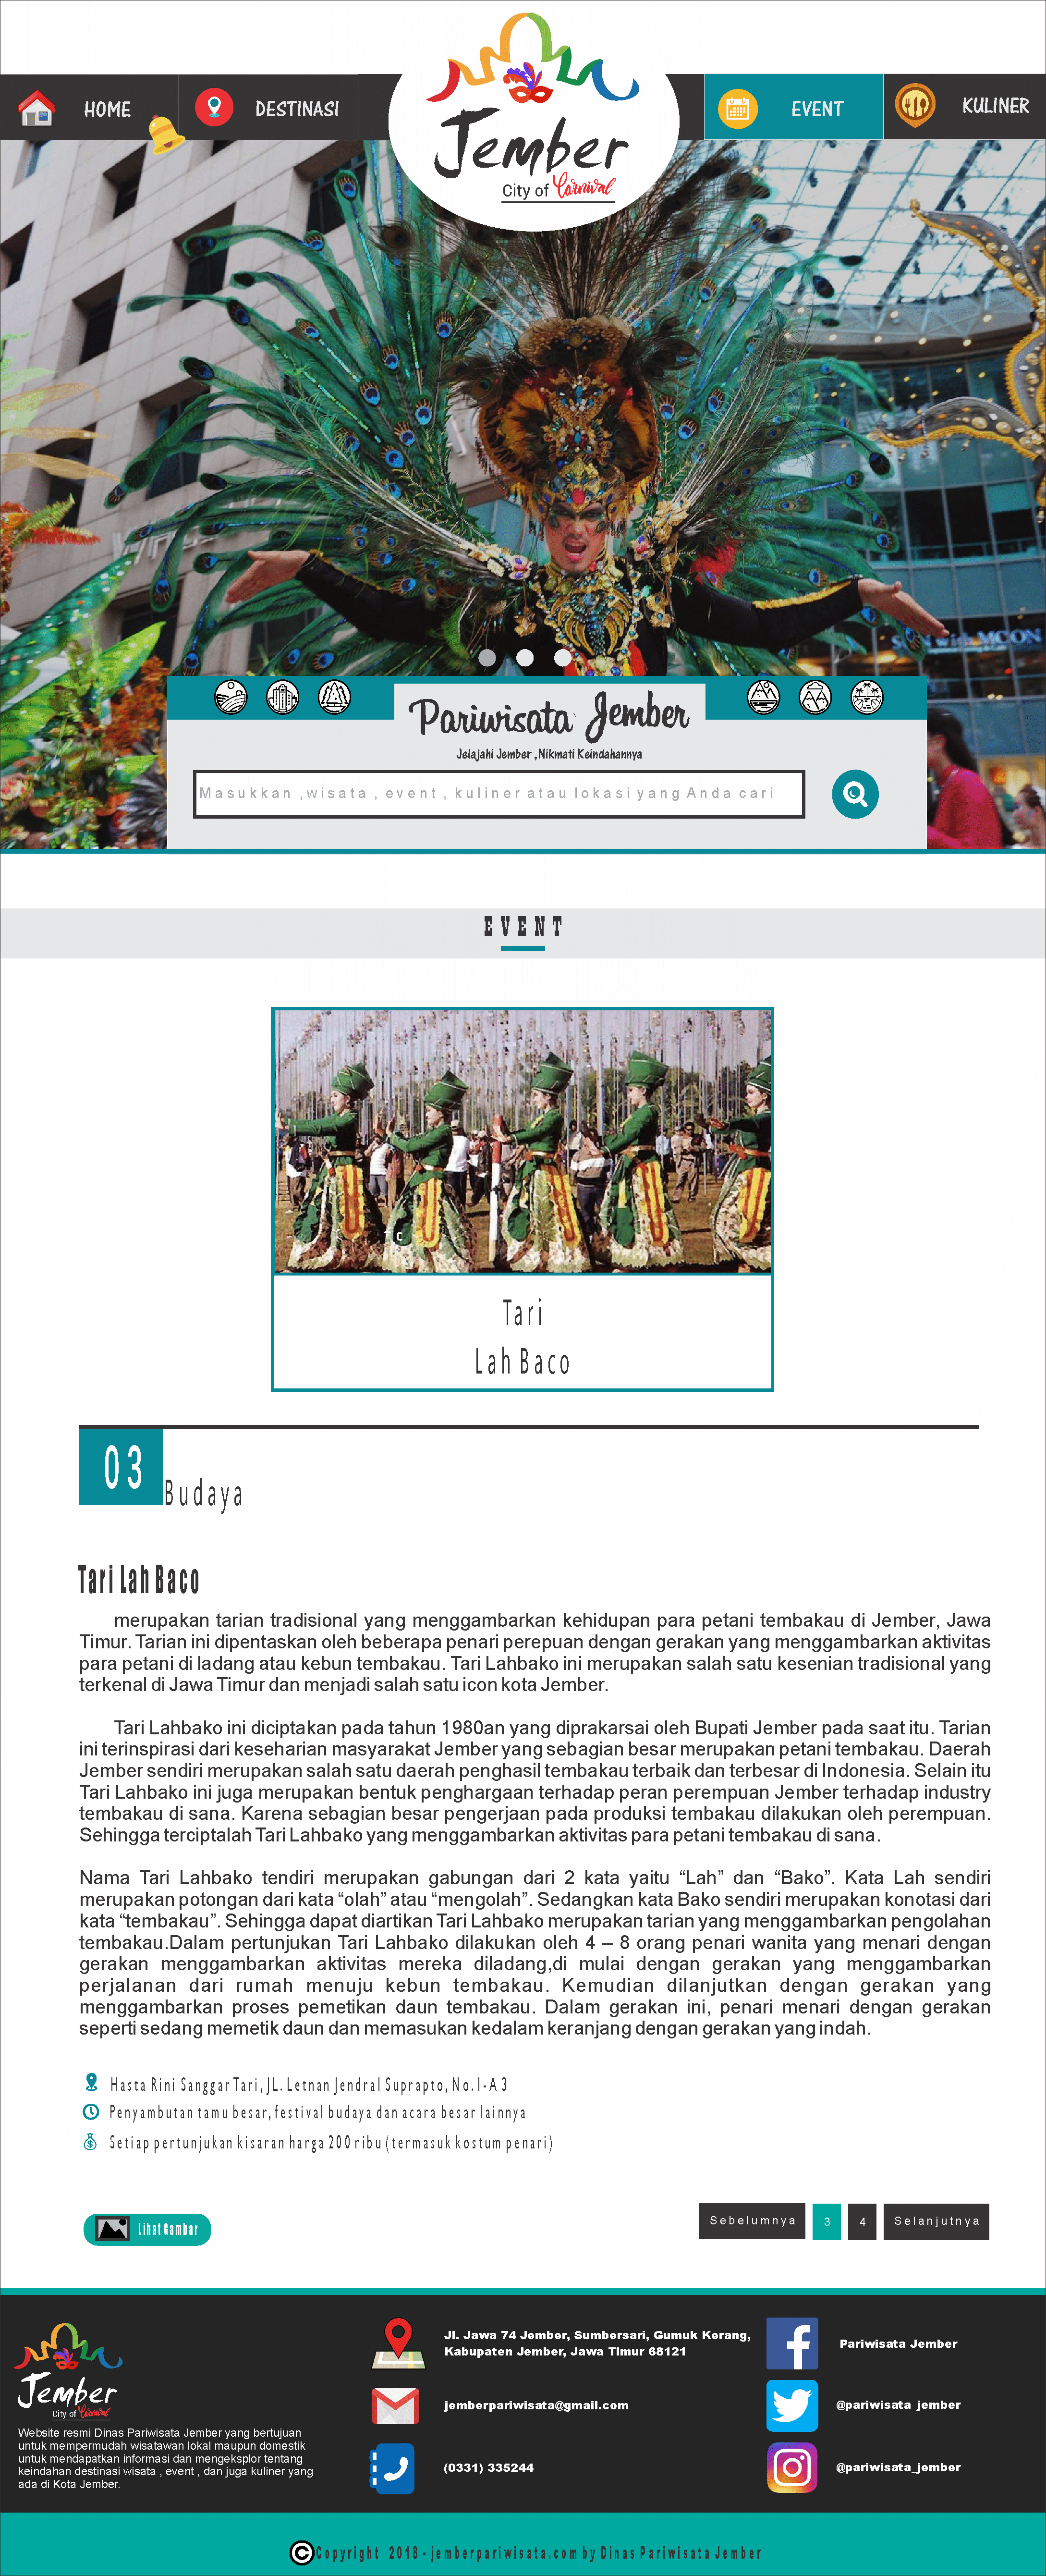 HOME
DESTINASI
Jember
City of Carnival
EVENT
KULINER
MCON
Pariwisata Jember
Jelajahi Jember ,Nikmati Keindahannya
Masukkan ,wisata , event , kuliner atau lokasi yang Anda cari
EVENT
Tari
Lah Baco
03
Budaya
Tari Lah Baco
merupakan tarian tradisional yang menggambarkan kehidupan para petani tembakau di Jember, Jawa
Timur. Tarian ini dipentaskan oleh beberapa penari perepuan dengan gerakan yang menggambarkan aktivitas
para petani di ladang atau kebun tembakau. Tari Lahbako ini merupakan salah satu kesenian tradisional yang
terkenal di Jawa Timur dan menjadi salah satu icon kota Jember.
Tari Lahbako ini diciptakan pada tahun 1980an yang diprakarsai oleh Bupati Jember pada saat itu. Tarian
ini terinspirasi dari keseharian masyarakat Jember yang sebagian besar merupakan petani tembakau. Daerah
Jember sendiri merupakan salah satu daerah penghasil tembakau terbaik dan terbesar di Indonesia. Selain itu
Tari Lahbako ini juga merupakan bentuk penghargaan terhadap peran perempuan Jember terhadap industry
tembakau di sana. Karena sebagian besar pengerjaan pada produksi tembakau dilakukan oleh perempuan.
Sehingga terciptalah Tari Lahbako yang menggambarkan aktivitas para petani tembakau di sana.
Nama Tari Lahbako tendiri merupakan gabungan dari 2 kata yaitu “Lah” dan “Bako”. Kata Lah sendiri
merupakan potongan dari kata “olah” atau “mengolah”. Sedangkan kata Bako sendiri merupakan konotasi dari
kata “tembakau”. Sehingga dapat diartikan Tari Lahbako merupakan tarian yang menggambarkan pengolahan
tembakau.Dalam pertunjukan Tari Lahbako dilakukan oleh 4 – 8 orang penari wanita yang menari dengan
gerakan menggambarkan aktivitas mereka diladang,di mulai dengan gerakan yang menggambarkan
perjalanan dari rumah menuju kebun tembakau. Kemudian dilanjutkan dengan gerakan yang
menggambarkan proses pemetikan daun tembakau. Dalam gerakan ini, penari menari dengan gerakan
seperti sedang memetik daun dan memasukan kedalam keranjang dengan gerakan yang indah.
Hasta Rini Sanggar Tari, JL. Letnan Jendral Suprapto, No. I - A 3
Penyambutan tamu besar, festival budaya dan acara besar lainnya
Setiap pertunjukan kisaran harga 200 ribu (termasuk kostum penari)
Lihat Gambar
Sebelumnya 3 4 Selanjutnya
Jember
City of Carnival
Website resmi Dinas Pariwisata Jember yang bertujuan
untuk mempermudah wisatawan lokal maupun domestik
untuk mendapatkan informasi dan mengeksplor tentang
keindahan destinasi wisata , event , dan juga kuliner yang
ada di Kota Jember.
Jl. Jawa 74 Jember, Sumbersari, Gumuk Kerang,
Kabupaten Jember, Jawa Timur 68121
jemberpariwisata@gmail.com
(0331) 335244
Pariwisata Jember
@pariwisata_jember
@pariwisata_jember
©Copyright 2018 - jemberpariwisata.com by Dinas Pariwisata Jember